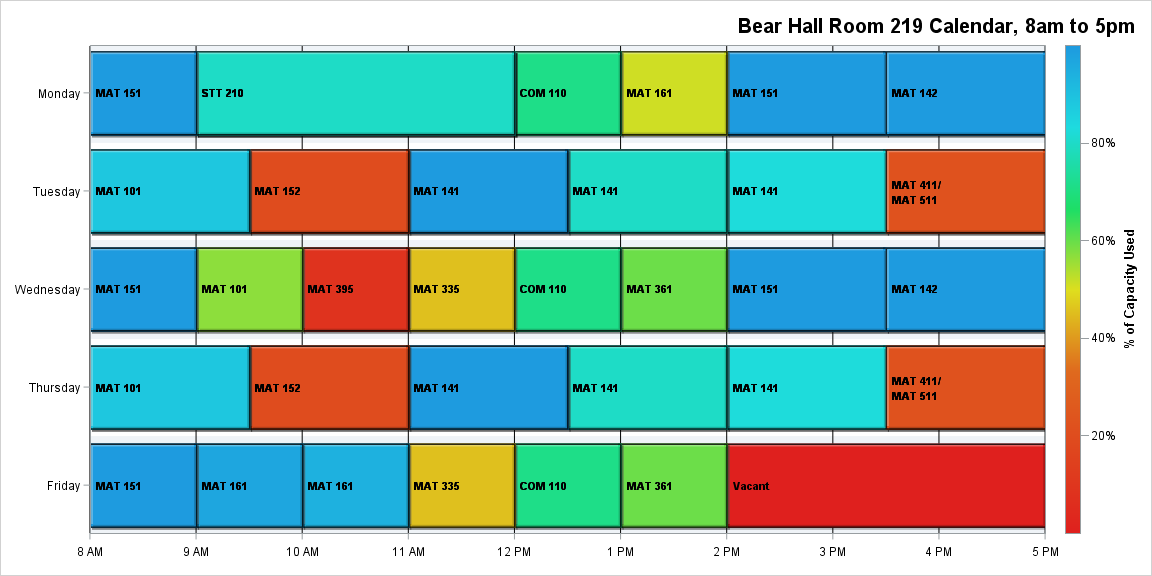 Bear Hall Room 219 Calendar, 8am to 5pm
Monday
MAT 151
STT 210
COM 110
MAT 161
MAT 151
MAT 142
Tuesday
MAT 101
MAT 152
MAT 141
MAT 141
MAT 141
MAT 411/
MAT 511
Wednesday
MAT 151
MAT 101
MAT 395
MAT 335
COM 110
MAT 361
MAT 151
MAT 142
Thursday
MAT 101
MAT 152
MAT 141
MAT 141
MAT 141
MAT 411/
MAT 511
Friday
MAT 151
MAT 161
MAT 161
MAT 335
COM 110
MAT 361
Vacant
8 AM
9 AM
10 AM
11 AM
12 PM
1 PM
2 PM
3 PM
4 PM
5 PM
80%
60%
40%
20%
% of Capacity Used